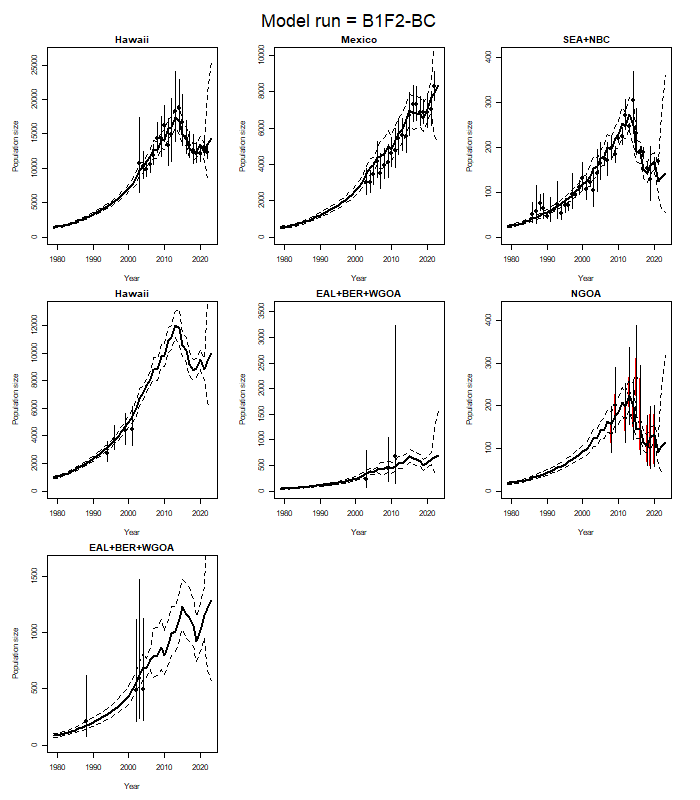 Model run = B1F2-BC
Hawaii
Mexico
SEA+NBC
Population size
0 5000 10000 15000 20000 25000
1980 1990 2000 2010 2020
Year
Population size
0 2000 4000 6000 8000 10000
1980 1990 2000 2010 2020
Year
Population size
0 100 200 300 400
1980 1990 2000 2010 2020
Year
Hawaii
EAL+BER+WGOA
NGOA
Population size
0 2000 4000 6000 8000 10000 12000
1980 1990 2000 2010 2020
Year
Population size
0 500 1000 1500 2000 2500 3000 3500
1980 1990 2000 2010 2020
Year
Population size
0 100 200 300 400
1980 1990 2000 2010 2020
Year
EAL+BER+WGOA
Population size
0 500 1000 1500
1980 1990 2000 2010 2020
Year